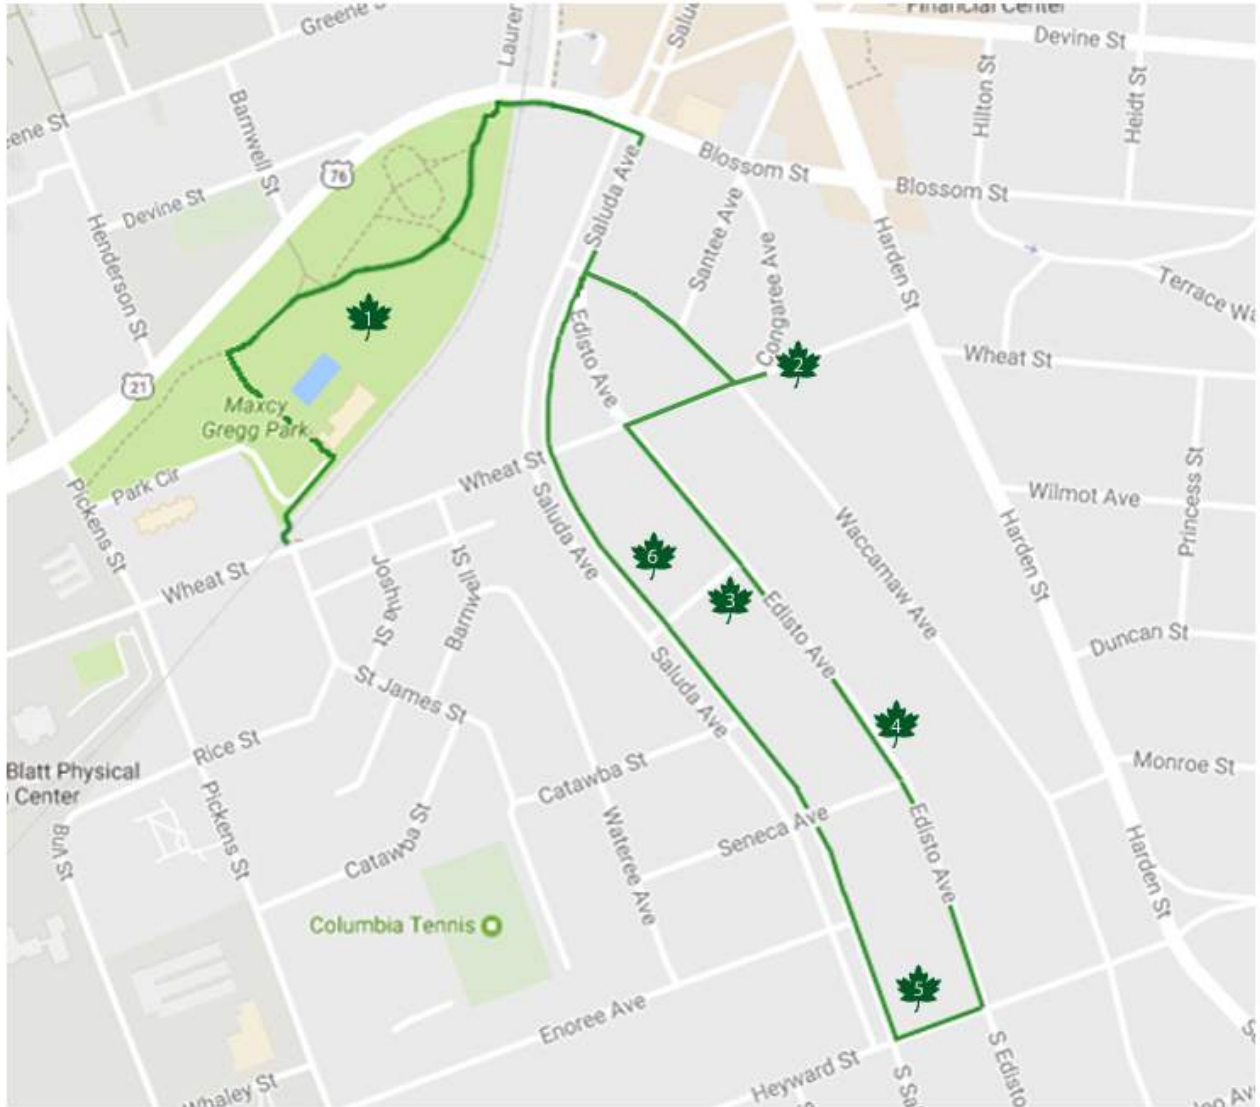 Greene S
Laurer
Salu
Financial Center
Devine St
Hilton St
Heidt St
eene St
Barnwell St
76
Devine St
Henderson St
Saluda Ave
Blossom St
Blossom St
Santee Ave
Congaree Ave
Harden St
Terrace Wa
1
21
Edisto Ave
2
Wheat St
Maxcy
Gregg Park
Park Cir
Pickens St
Wheat St
Saluda Ave
Princess St
Wilmot Ave
Waccamaw Ave
Harden St
Wheat St
Joshua St
Barnwell St
6
3
Edisto Ave
Duncan St
St James St
Saluda Ave
4
Rice St
Blatt Physical
Center
Monroe St
Catawba St
Pickens St
Bull St
Catawba St
Wateree Ave
Seneca Ave
Edisto Ave
Harden St
Columbia Tennis
5
Enoree Ave
Heyward St
S Edisto
S Sa
Whaley St